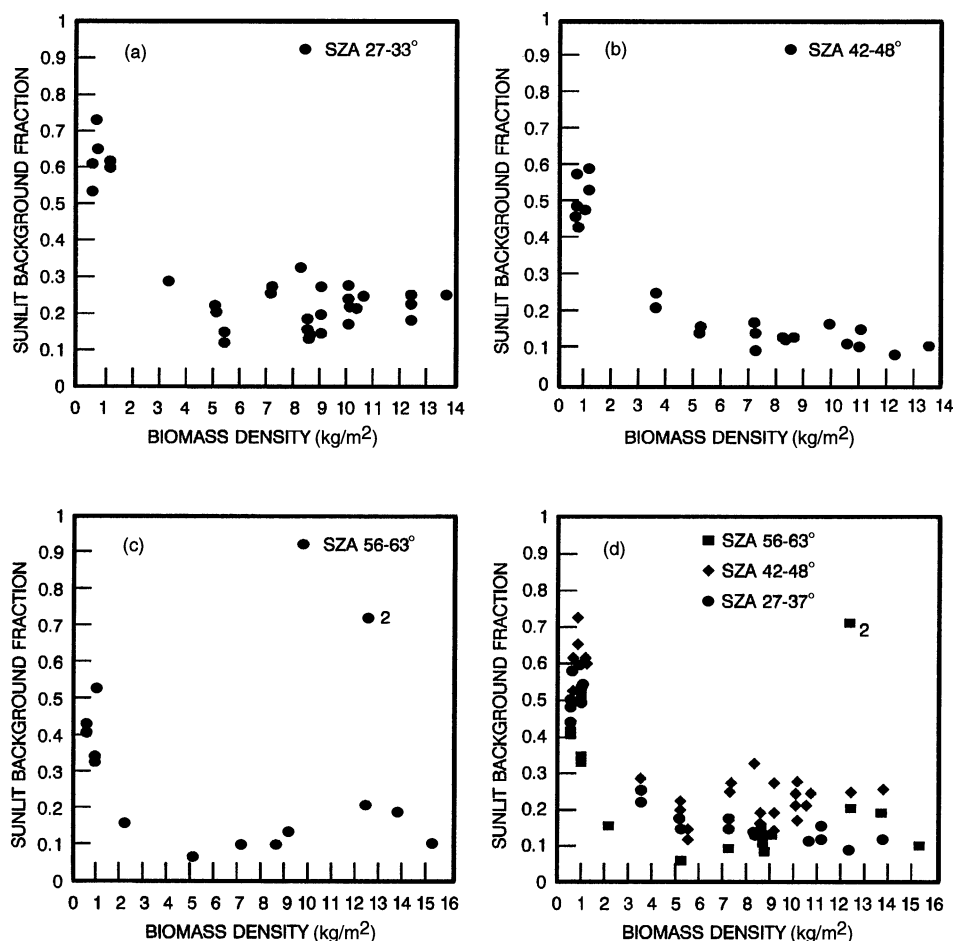 (a)
SZA 27-33°
1
0.9
0.8
0.7
0.6
0.5
0.4
0.3
0.2
0.1
0
SUNLIT BACKGROUND FRACTION
0 1 2 3 4 5 6 7 8 9 10 11 12 13 14
BIOMASS DENSITY (kg/m2)
(b)
SZA 42-48°
1
0.9
0.8
0.7
0.6
0.5
0.4
0.3
0.2
0.1
0
SUNLIT BACKGROUND FRACTION
0 1 2 3 4 5 6 7 8 9 10 11 12 13 14
BIOMASS DENSITY (kg/m2)
(c)
SZA 56-63°
2
1
0.9
0.8
0.7
0.6
0.5
0.4
0.3
0.2
0.1
0
SUNLIT BACKGROUND FRACTION
0 1 2 3 4 5 6 7 8 9 10 11 12 13 14 15 16
BIOMASS DENSITY (kg/m2)
(d)
SZA 56-63°
SZA 42-48°
SZA 27-37°
2
1
0.9
0.8
0.7
0.6
0.5
0.4
0.3
0.2
0.1
0
SUNLIT BACKGROUND FRACTION
0 1 2 3 4 5 6 7 8 9 10 11 12 13 14 15 16
BIOMASS DENSITY (kg/m2)